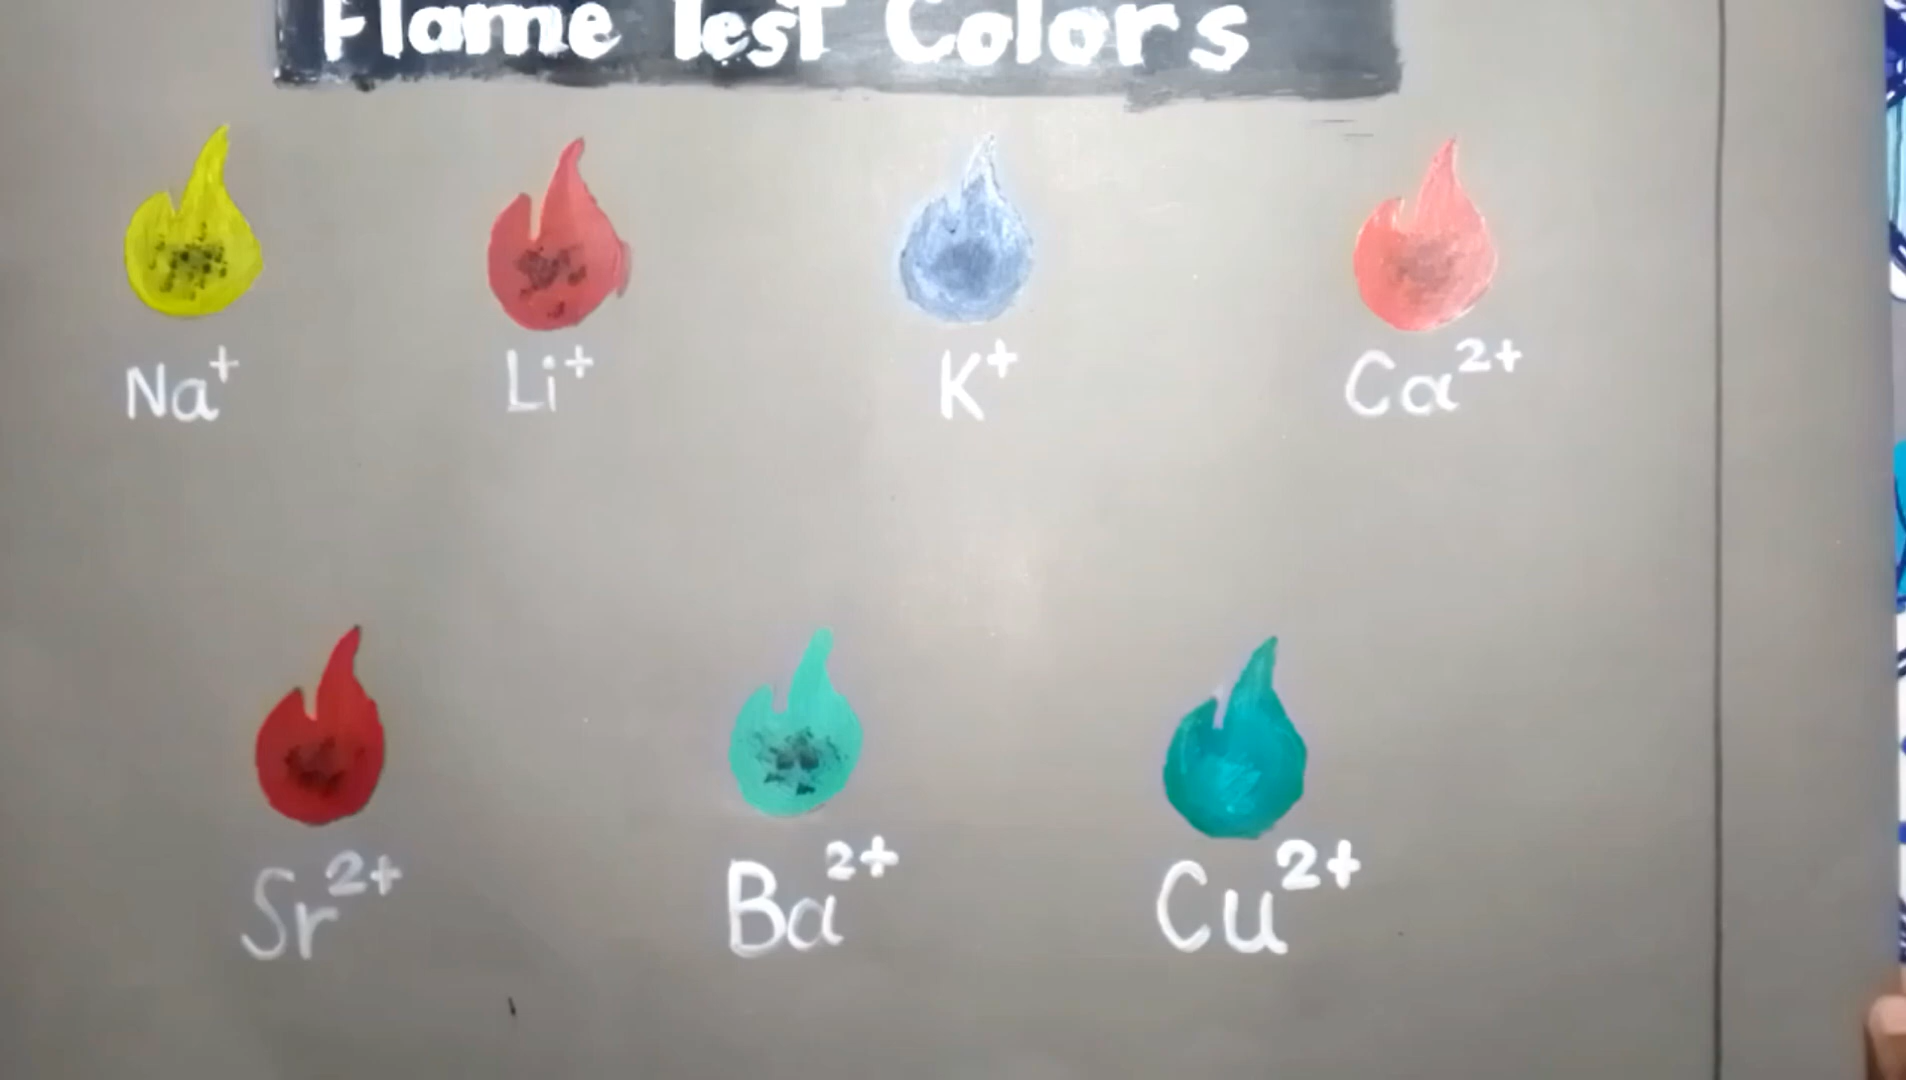 Flame Test Colors
Na⁺ Li⁺ K⁺ Ca²⁺
Sr²⁺ Ba²⁺ Cu²⁺